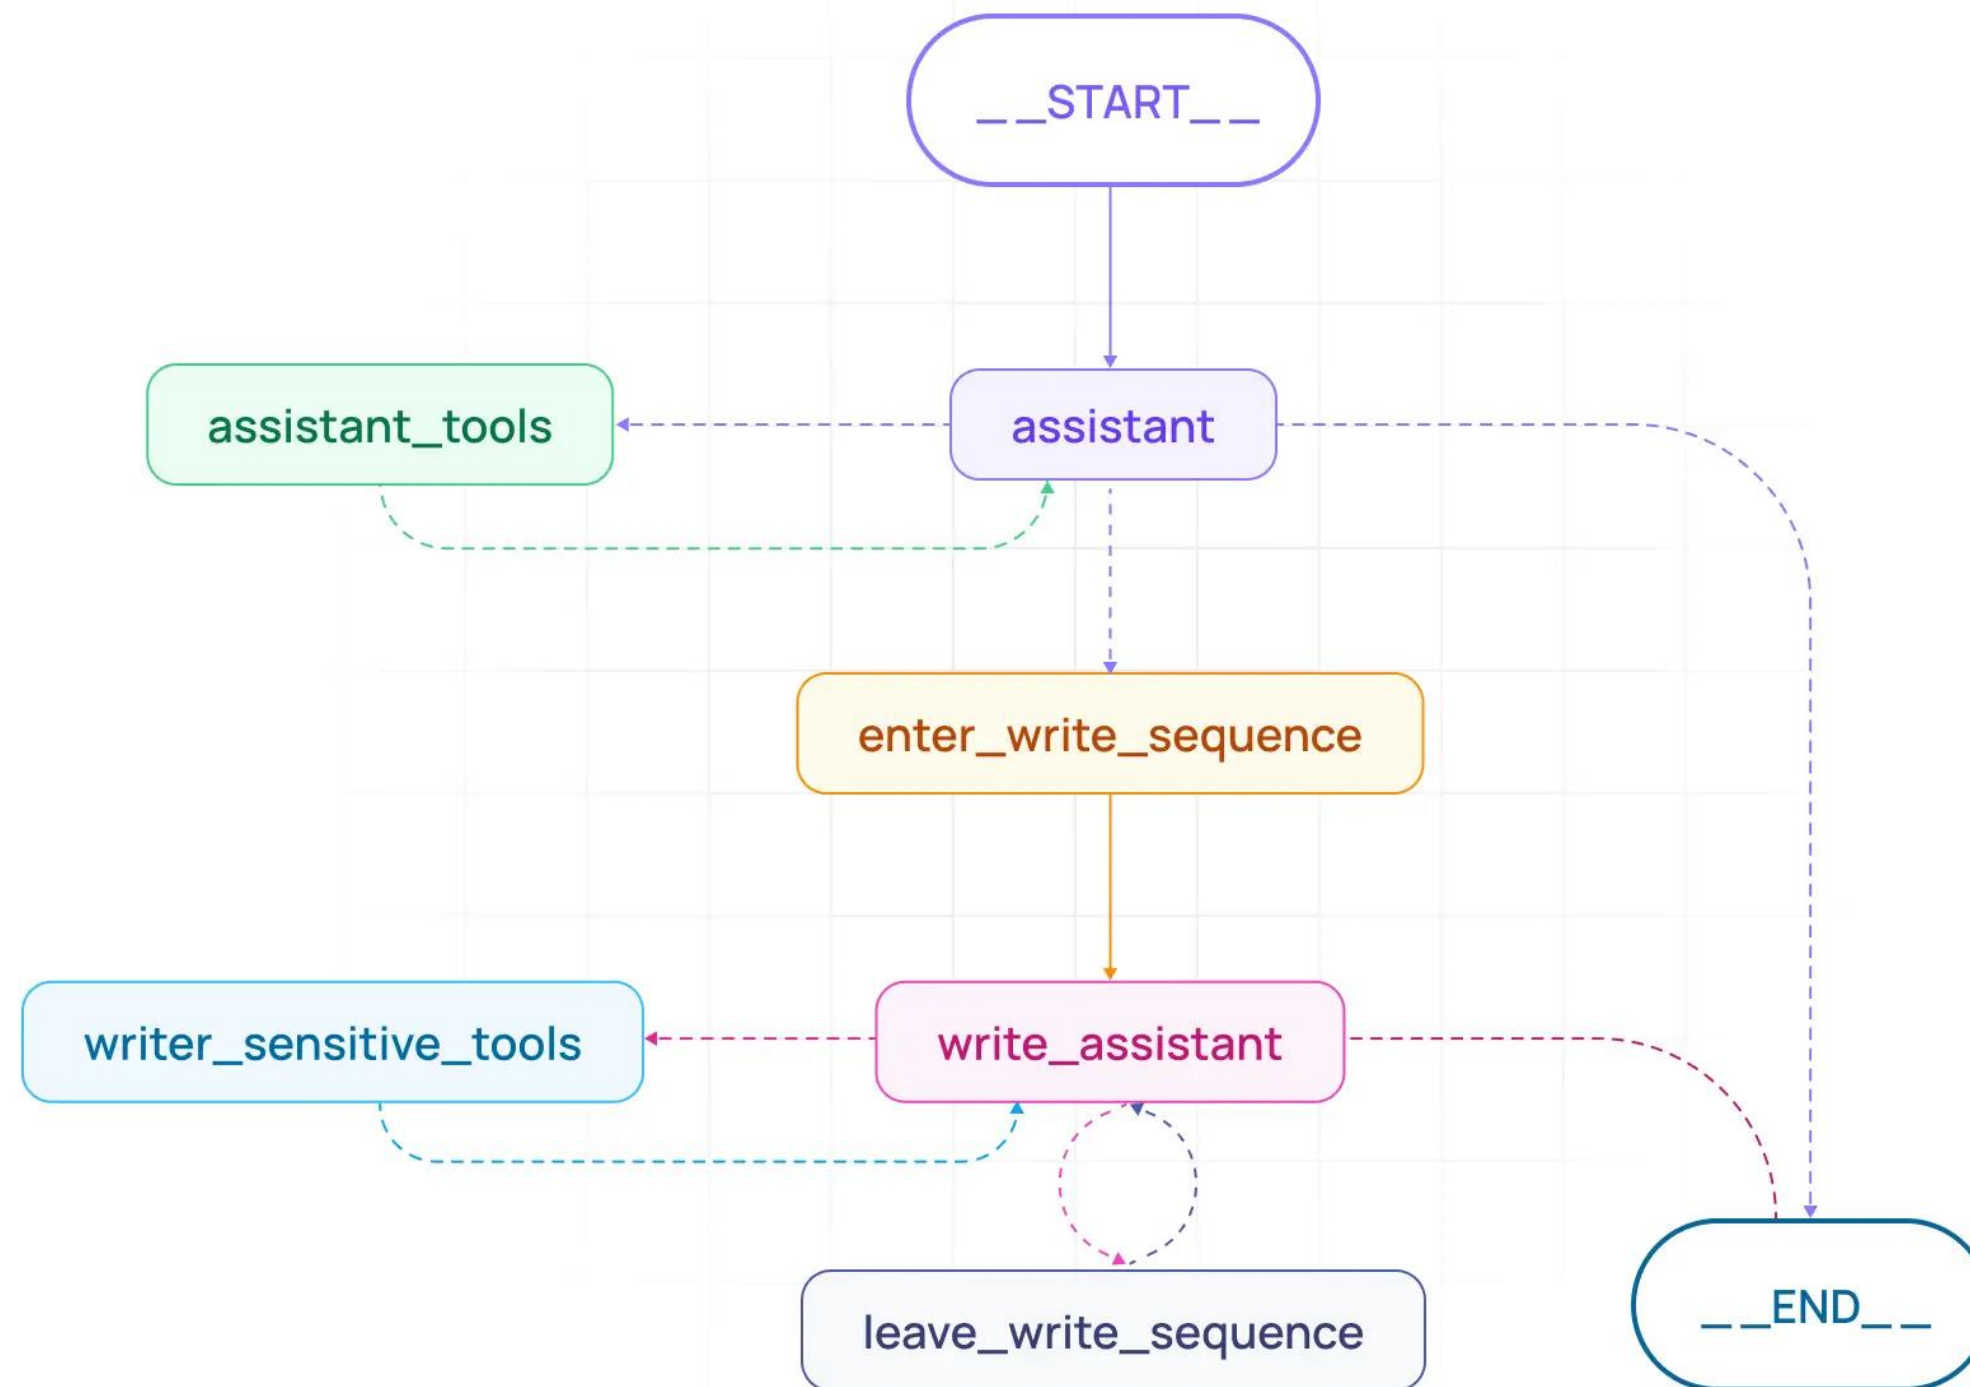 __START__
assistant_tools
assistant
enter_write_sequence
writer_sensitive_tools
write_assistant
leave_write_sequence
__END__